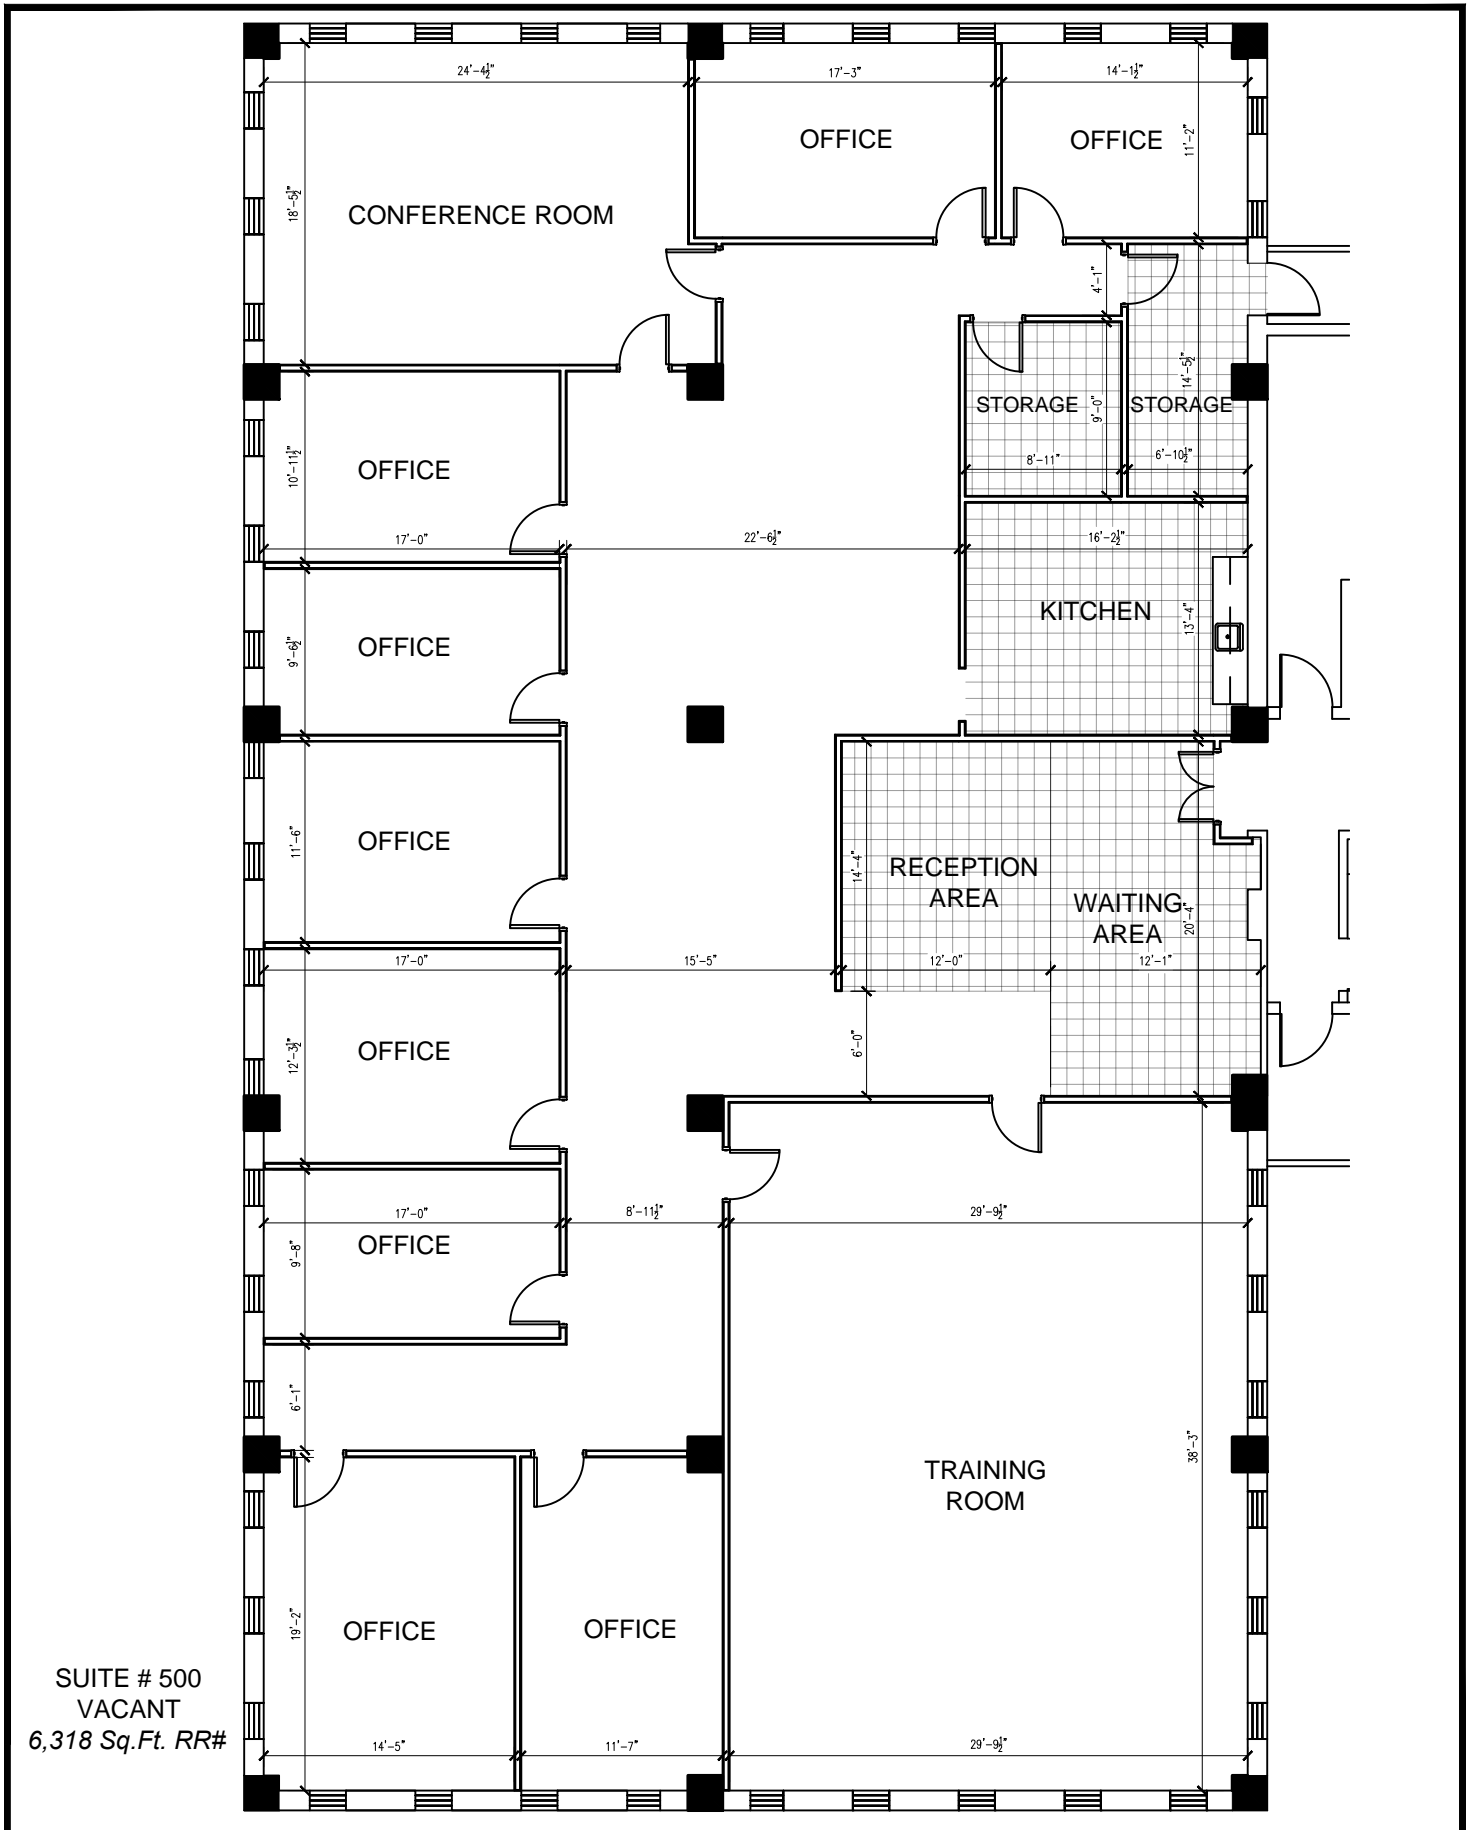 24'-4½"
17'-3"
14'-1½"
OFFICE
OFFICE
11'-2"
18'-5½"
CONFERENCE ROOM
4'-1"
14'-5½"
STORAGE
9'-0"
STORAGE
10'-11½"
OFFICE
8'-11"
6'-10½"
17'-0"
22'-6½"
16'-2½"
9'-6½"
OFFICE
KITCHEN
13'-4"
11'-6"
OFFICE
14'-4"
RECEPTION
AREA
WAITING
AREA
20'-4"
17'-0"
15'-5"
12'-0"
12'-1"
12'-3½"
OFFICE
6'-0"
17'-0"
8'-11½"
29'-9½"
9'-8"
OFFICE
6'-1"
38'-3"
TRAINING
ROOM
19'-2"
OFFICE
OFFICE
SUITE # 500
VACANT
6,318 Sq.Ft. RR#
14'-5"
11'-7"
29'-9½"